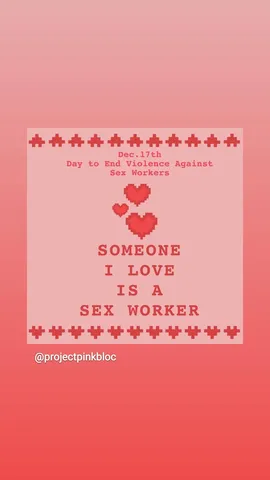 Dec.17th
Day to End Violence Against
Sex Workers
SOMEONE
I LOVE
IS A
SEX WORKER
@projectpinkbloc